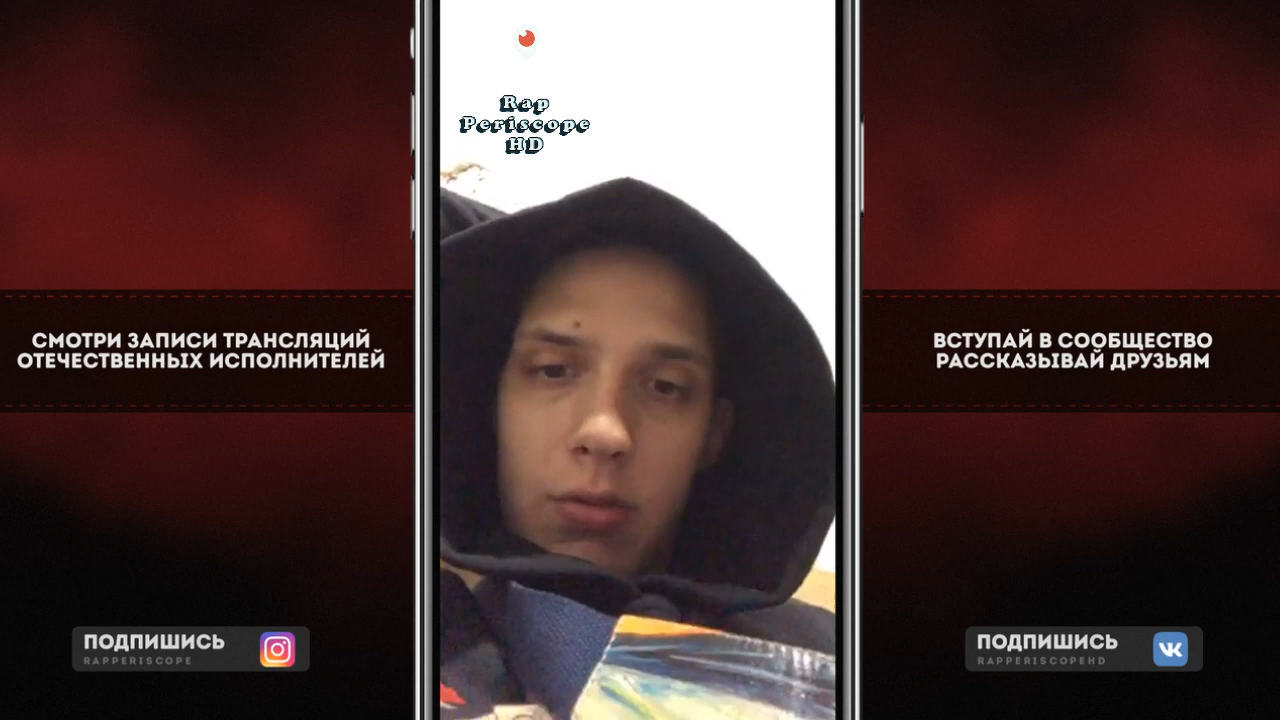 Rap
Periscope
HD
СМОТРИ ЗАПИСИ ТРАНСЛЯЦИЙ
ОТЕЧЕСТВЕННЫХ ИСПОЛНИТЕЛЕЙ
ВСТУПАЙ В СООБЩЕСТВО
РАССКАЗЫВАЙ ДРУЗЬЯМ
ПОДПИШИСЬ
RAPPERISCOPE
ПОДПИШИСЬ
RAPPERISCOPEHD